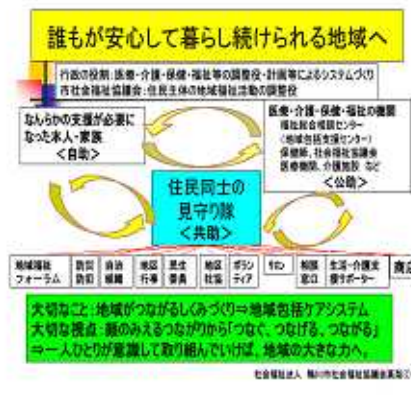 誰もが安心して暮らし続けられる地域へ
行政の役割:医療・介護・保健・福祉等の調整役・計画等によるシステムづくり
市社会福祉協議会:住民主体の地域福祉活動の調整役
なんらかの支援が必要に
なった本人・家族
<自助>
医療・介護・保健・福祉の機関
福祉総合相談センター
(地域包括支援センター)
保健師、社会福祉協議会
医療機関、介護施設 など
<公助>
住民同士の
見守り隊
<共助>
地域福祉
フォーラム
防災
防犯
自治
組織
地区
行事
民生
委員
地区
社協
ボラン
ティア
サロン
相談
窓口
生活・介護支
援サポーター
商店
大切なこと:地域がつながるしくみづくり⇒地域包括ケアシステム
大切な視点:顔のみえるつながりから「つなぐ、つなげる、つながる」
⇒一人ひとりが意識して取り組んでいけば、地域の大きな力へ。
社会福祉法人 鴨川市社会福祉協議会